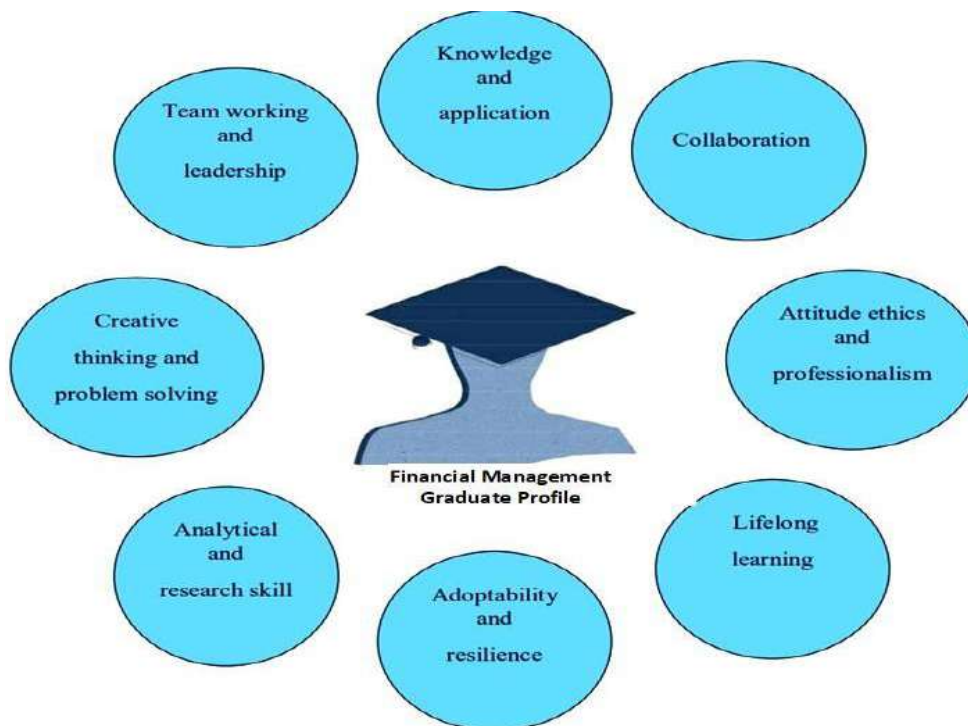 Knowledge
and
application
Collaboration
Attitude ethics
and
professionalism
Lifelong
learning
Adoptability
and
resilience
Analytical
and
research skill
Creative
thinking and
problem solving
Team working
and
leadership
Financial Management
Graduate Profile